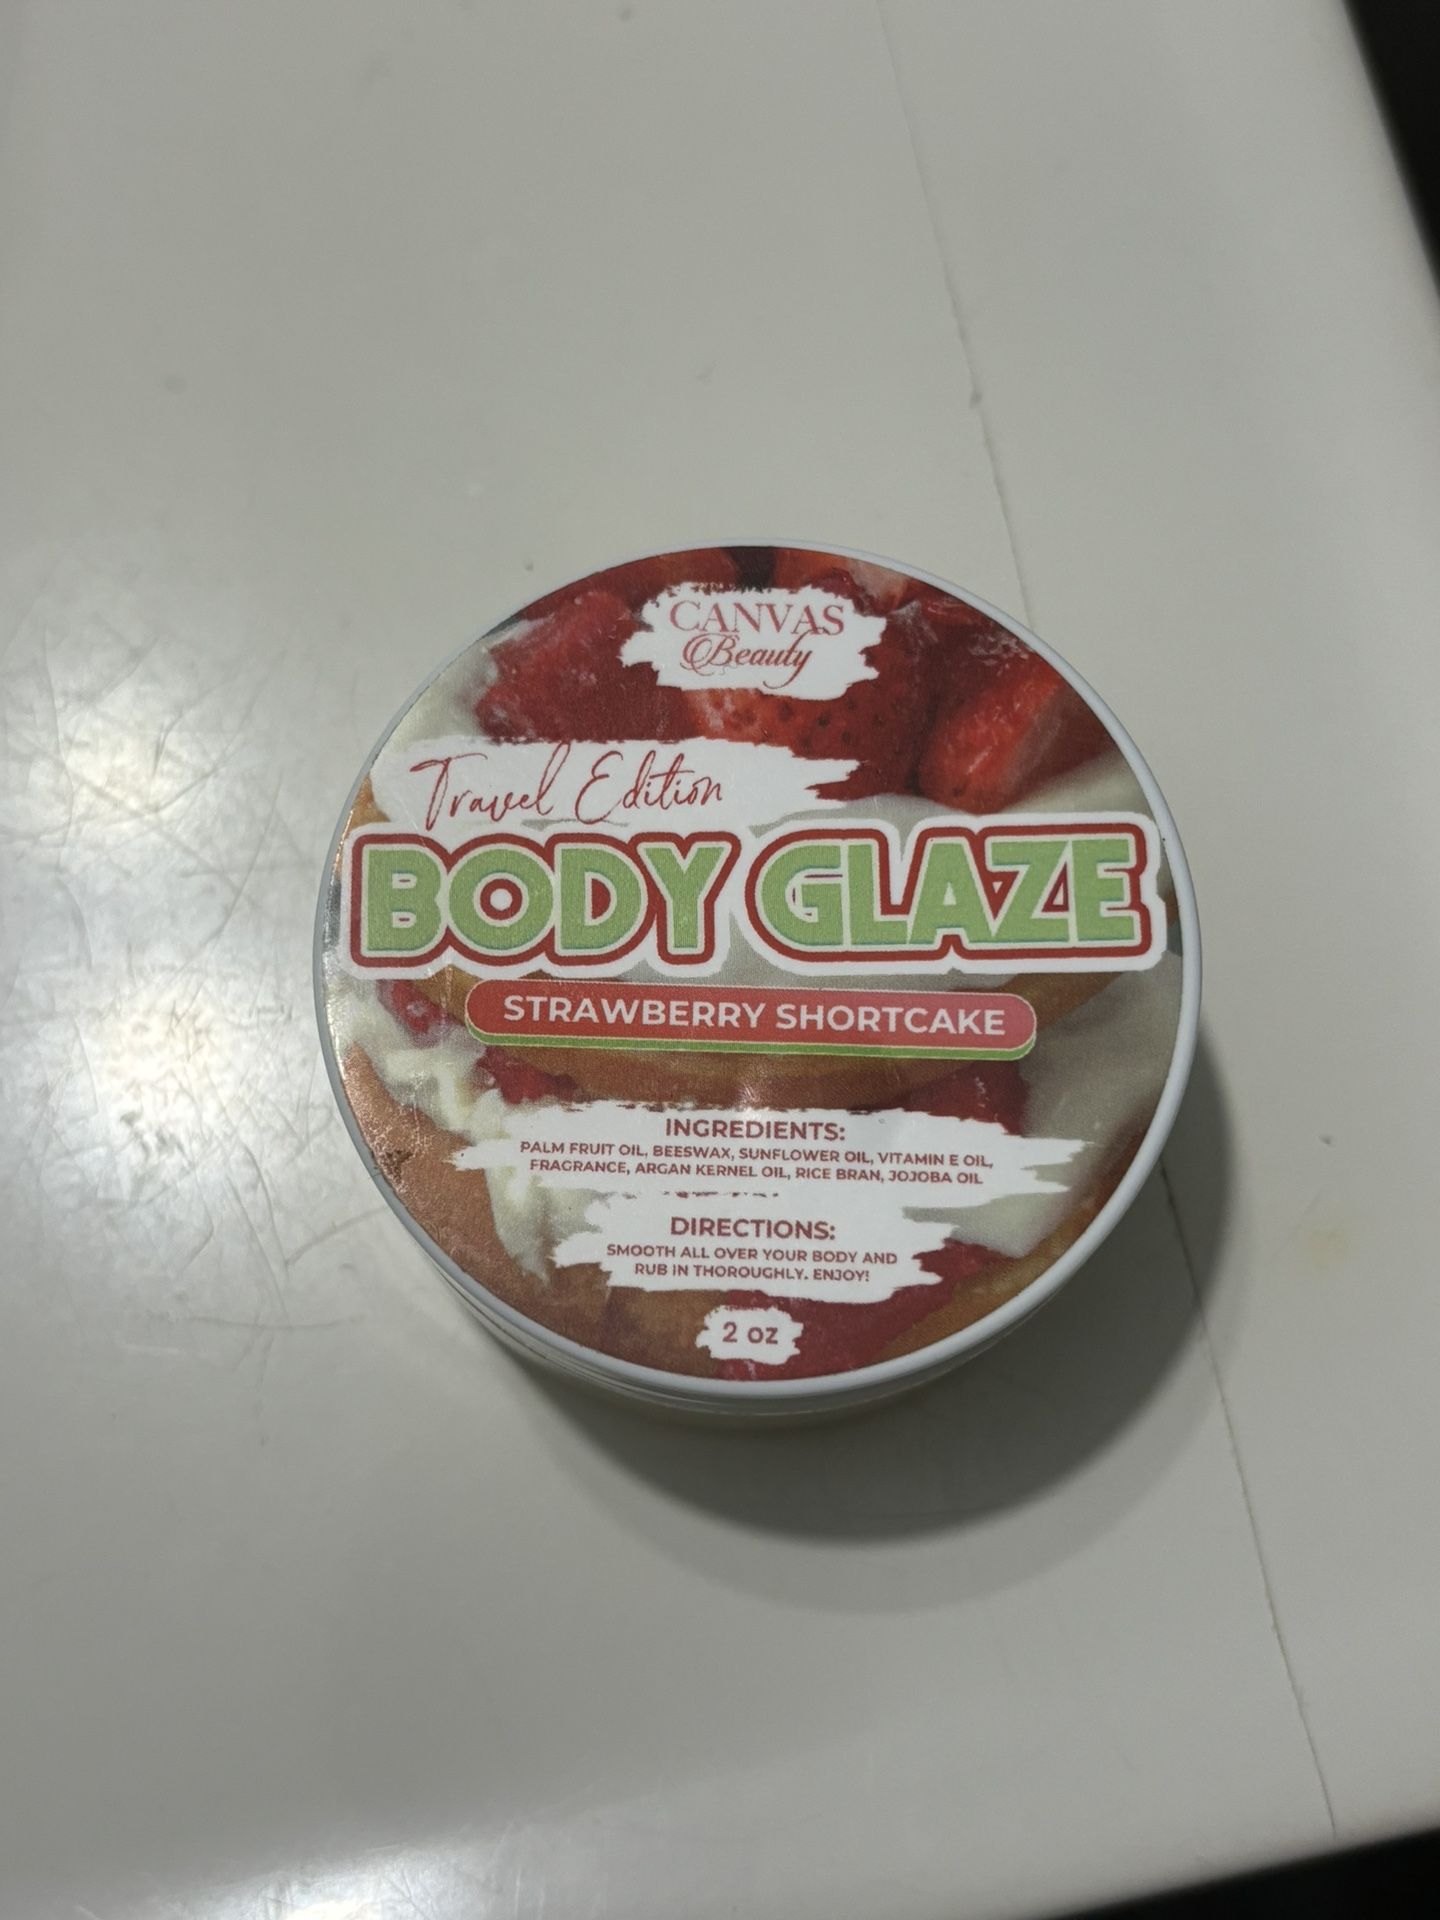 CANVAS
Beauty
Travel Edition
BODY GLAZE
STRAWBERRY SHORTCAKE
INGREDIENTS:
PALM FRUIT OIL, BEESWAX, SUNFLOWER OIL, VITAMIN E OIL,
FRAGRANCE, ARGAN KERNEL OIL, RICE BRAN, JOJOBA OIL
DIRECTIONS:
SMOOTH ALL OVER YOUR BODY AND
RUB IN THOROUGHLY. ENJOY!
2 oz